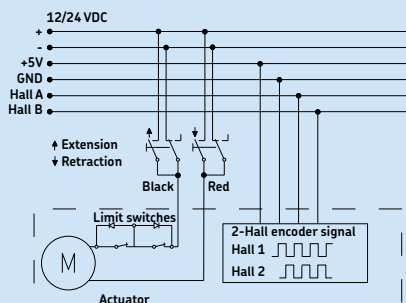 12/24 VDC
+
-
+5V
GND
Hall A
Hall B
Extension
Retraction
Black Red
Limit switches
2-Hall encoder signal
Hall 1
M
Hall 2
Actuator